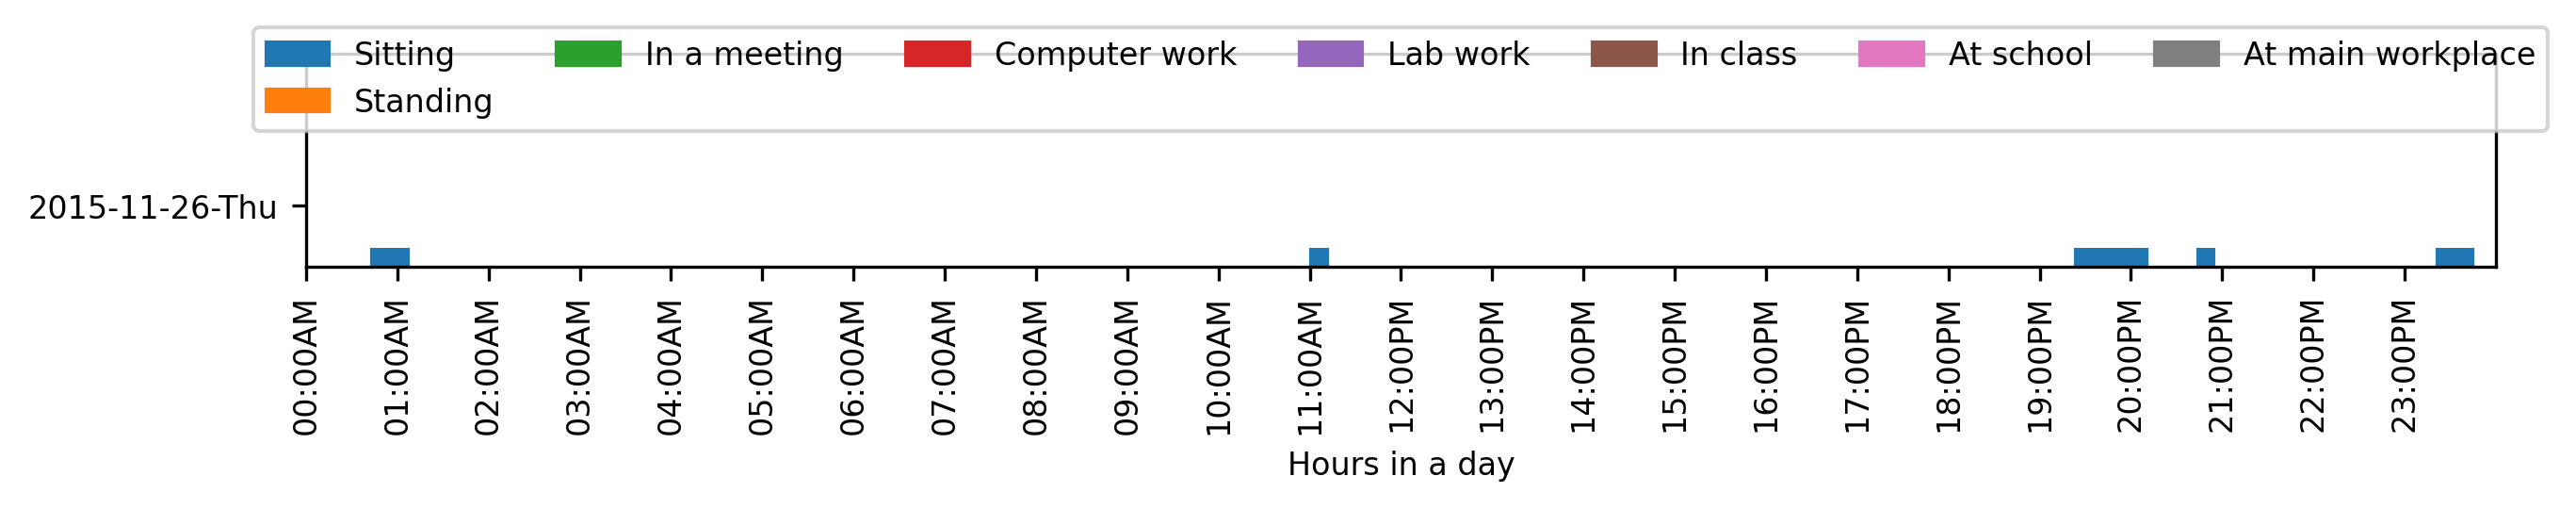 Sitting In a meeting Computer work Lab work In class At school At main workplace
Standing
2015-11-26-Thu
00:00AM 01:00AM 02:00AM 03:00AM 04:00AM 05:00AM 06:00AM 07:00AM 08:00AM 09:00AM 10:00AM 11:00AM 12:00PM 13:00PM 14:00PM 15:00PM 16:00PM 17:00PM 18:00PM 19:00PM 20:00PM 21:00PM 22:00PM 23:00PM
Hours in a day